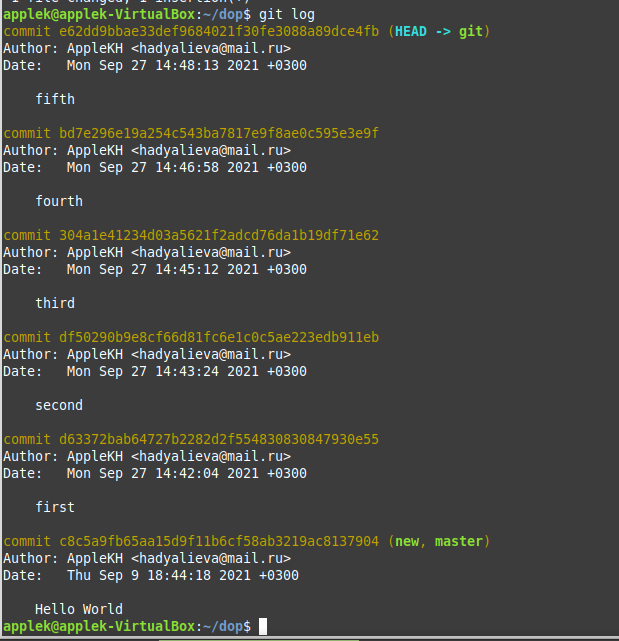 1 file changed, 1 insertion(+)
applek@applek-VirtualBox:~/dop$ git log
commit e62dd9bbae33def9684021f30fe3088a89dce4fb (HEAD -> git)
Author: AppleKH <hadyalieva@mail.ru>
Date:   Mon Sep 27 14:48:13 2021 +0300
    fifth
commit bd7e296e19a254c543ba7817e9f8ae0c595e3e9f
Author: AppleKH <hadyalieva@mail.ru>
Date:   Mon Sep 27 14:46:58 2021 +0300
    fourth
commit 304a1e41234d03a5621f2adcd76da1b19df71e62
Author: AppleKH <hadyalieva@mail.ru>
Date:   Mon Sep 27 14:45:12 2021 +0300
    third
commit df50290b9e8cf66d81fc6e1c0c5ae223edb911eb
Author: AppleKH <hadyalieva@mail.ru>
Date:   Mon Sep 27 14:43:24 2021 +0300
    second
commit d63372bab64727b2282d2f554830830847930e55
Author: AppleKH <hadyalieva@mail.ru>
Date:   Mon Sep 27 14:42:04 2021 +0300
    first
commit c8c5a9fb65aa15d9f11b6cf58ab3219ac8137904 (new, master)
Author: AppleKH <hadyalieva@mail.ru>
Date:   Thu Sep 9 18:44:18 2021 +0300
    Hello World
applek@applek-VirtualBox:~/dop$